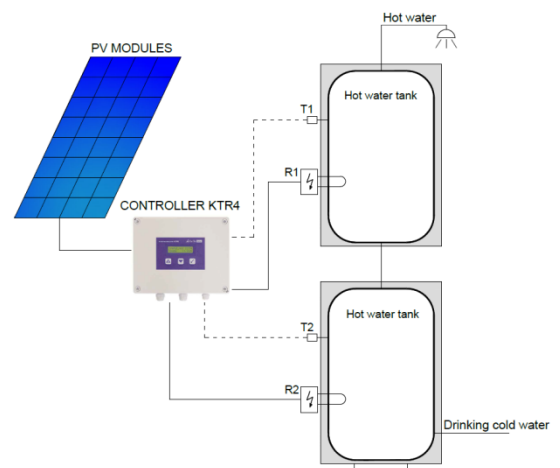 Hot water
PV MODULES
Hot water tank
T1
R1
CONTROLLER KTR4
Hot water tank
T2
R2
Drinking cold water